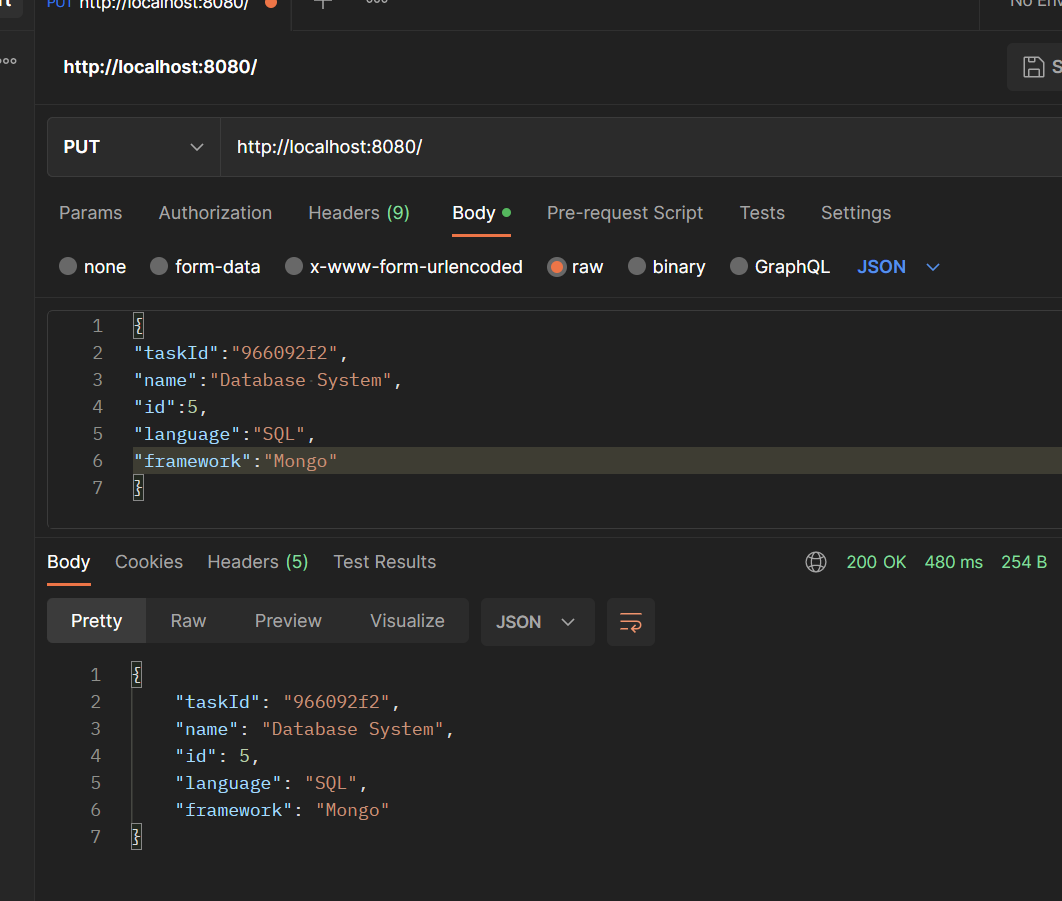 PUT http://localhost:8080/
No Env
http://localhost:8080/
S
PUT http://localhost:8080/
Params Authorization Headers (9) Body Pre-request Script Tests Settings
none form-data x-www-form-urlencoded raw binary GraphQL JSON
1 {
2 "taskId":"966092f2",
3 "name":"Database System",
4 "id":5,
5 "language":"SQL",
6 "framework":"Mongo"
7 }
Body Cookies Headers (5) Test Results 200 OK 480 ms 254 B
Pretty Raw Preview Visualize JSON
1 {
2 "taskId": "966092f2",
3 "name": "Database System",
4 "id": 5,
5 "language": "SQL",
6 "framework": "Mongo"
7 }